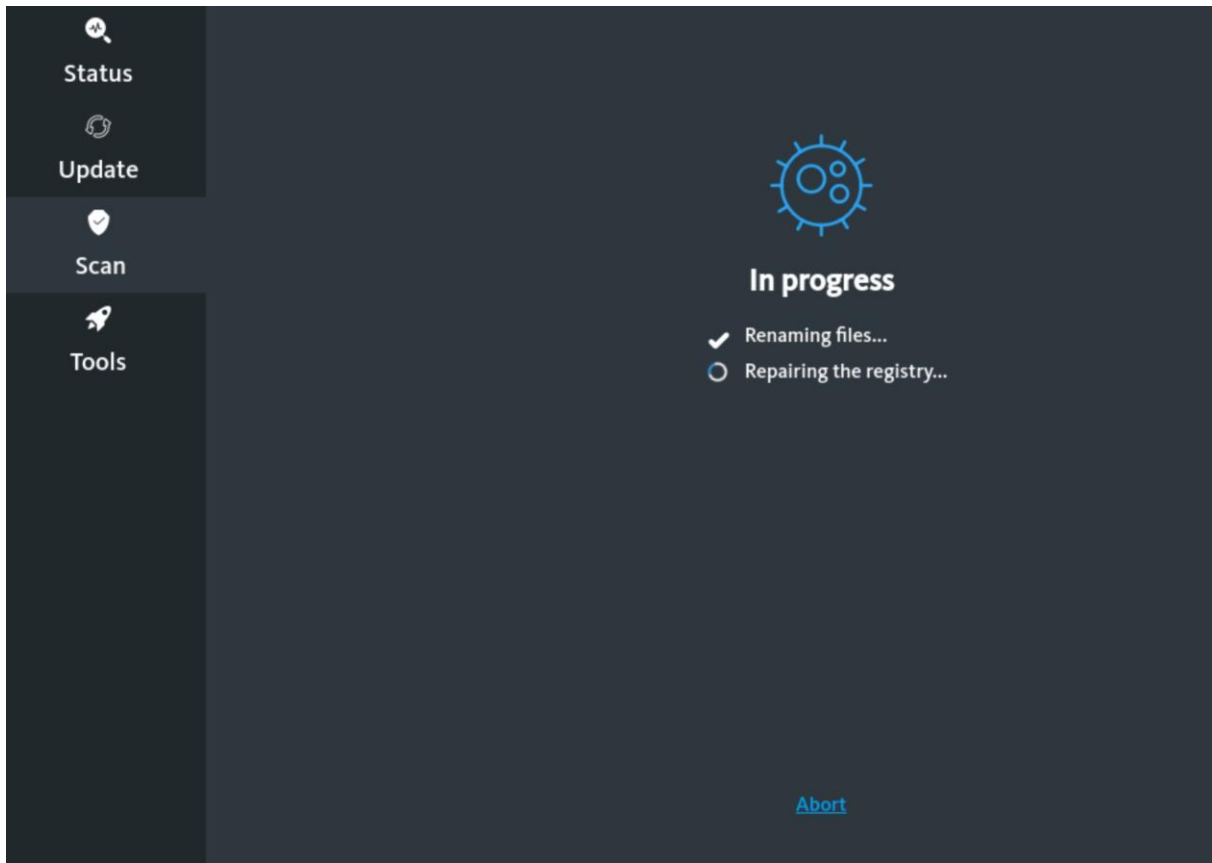 Status
Update
Scan
Tools
In progress
Renaming files...
Repairing the registry...
Abort